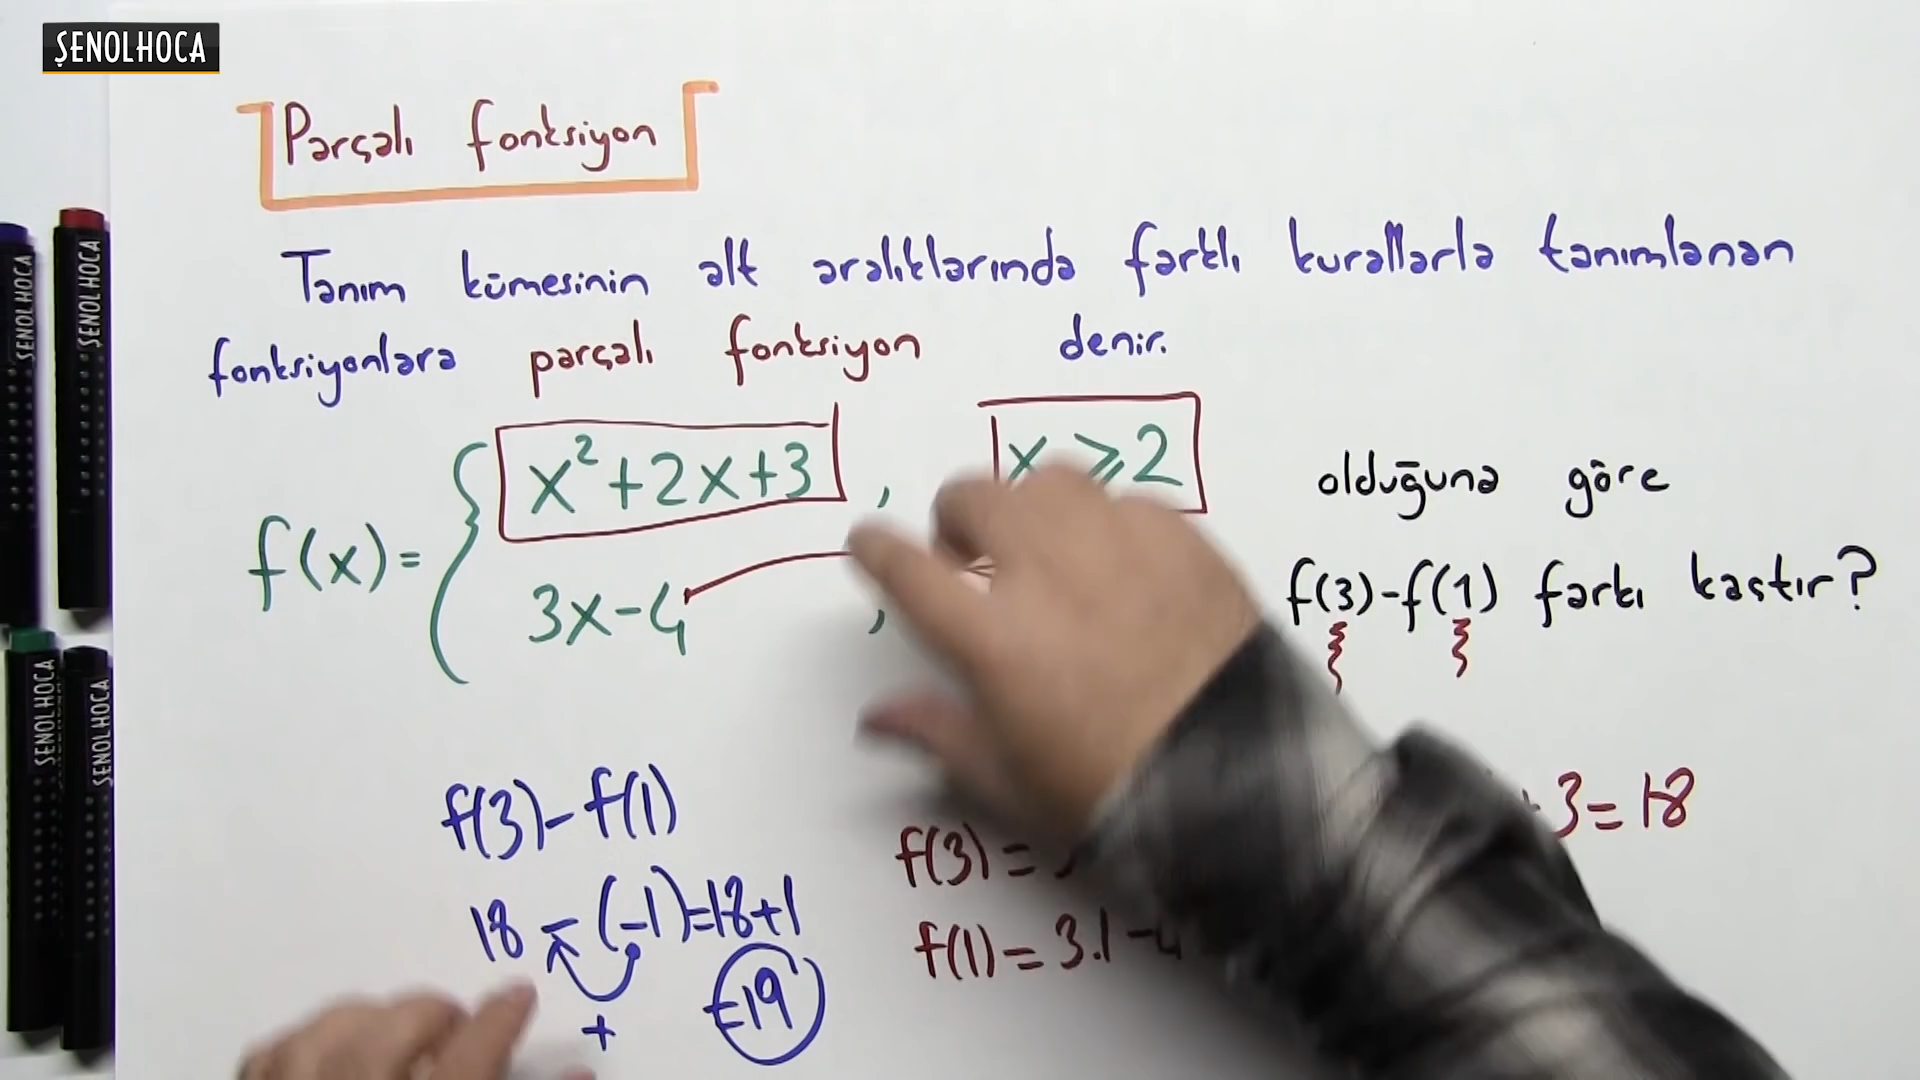 ŞENOLHOCA
Parçalı fonksiyon
Tanım kümesinin alt aralıklarında farklı kurallarla tanımlanan
fonksiyonlara parçalı fonksiyon denir.
f(x)= { x²+2x+3 , x ≥ 2
3x-4 ,
olduğuna göre
f(3)-f(1) farkı kaçtır?
f(3)-f(1)
18 - (-1)=18+1
+
=19
f(3) = +3=18
f(1) = 3.1-4
ŞENOLHOCA
ŞENOLHOCA
ŞENOLHOCA
ŞENOLHOCA